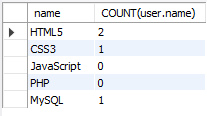 name COUNT(user.name)
HTML5 2
CSS3 1
JavaScript 0
PHP 0
MySQL 1